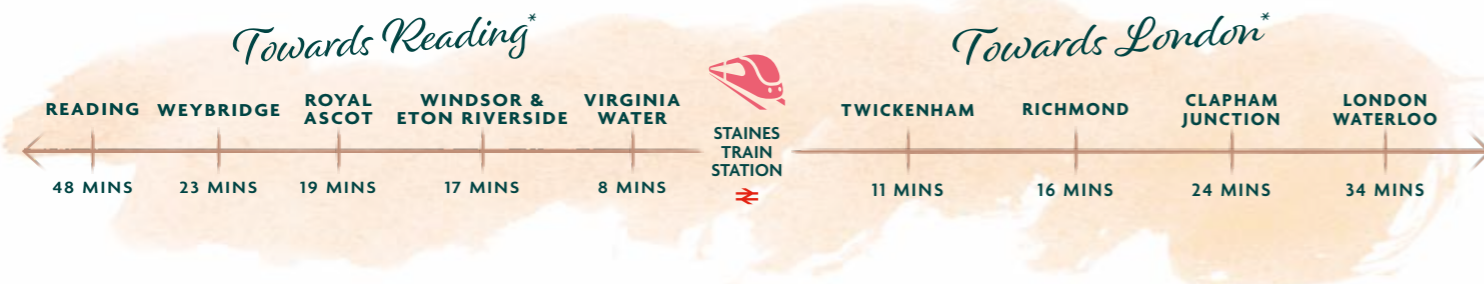 Towards Reading*
READING
48 MINS
WEYBRIDGE
23 MINS
ROYAL
ASCOT
19 MINS
WINDSOR &
ETON RIVERSIDE
17 MINS
VIRGINIA
WATER
8 MINS
STAINES
TRAIN
STATION
Towards London*
TWICKENHAM
11 MINS
RICHMOND
16 MINS
CLAPHAM
JUNCTION
24 MINS
LONDON
WATERLOO
34 MINS